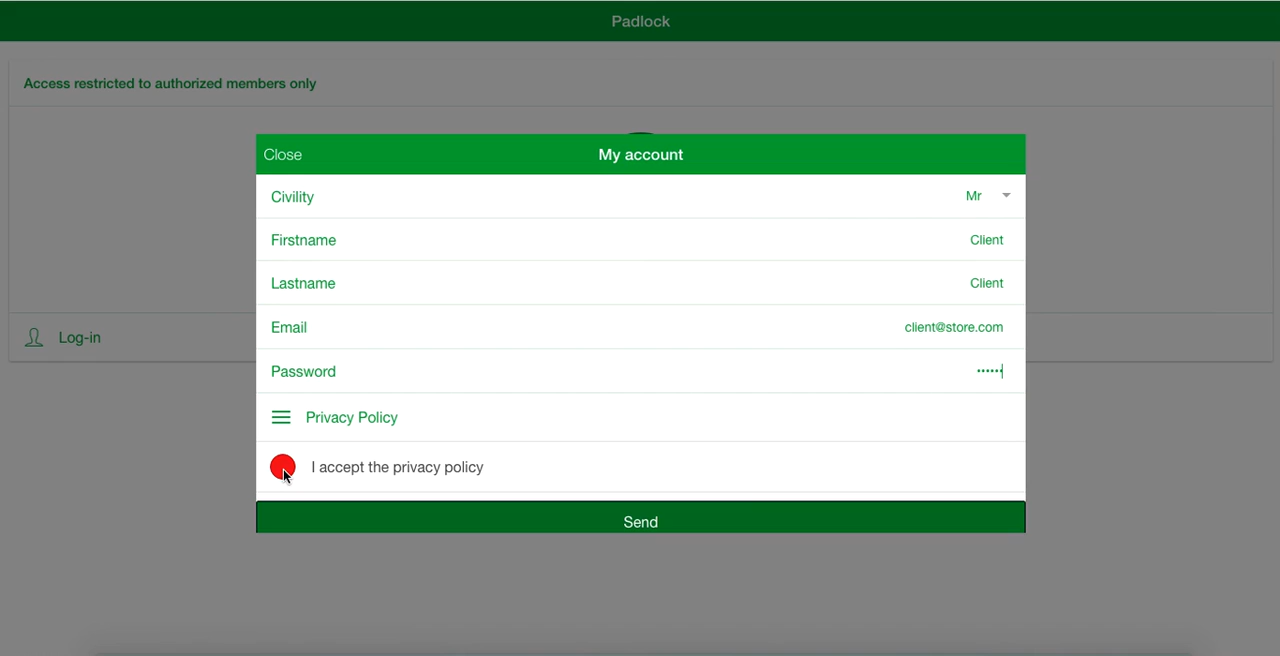 Padlock
Access restricted to authorized members only
Close
My account
Civility
Mr
Firstname
Client
Lastname
Client
Email
client@store.com
Password
••••••
Privacy Policy
I accept the privacy policy
Send
Log-in